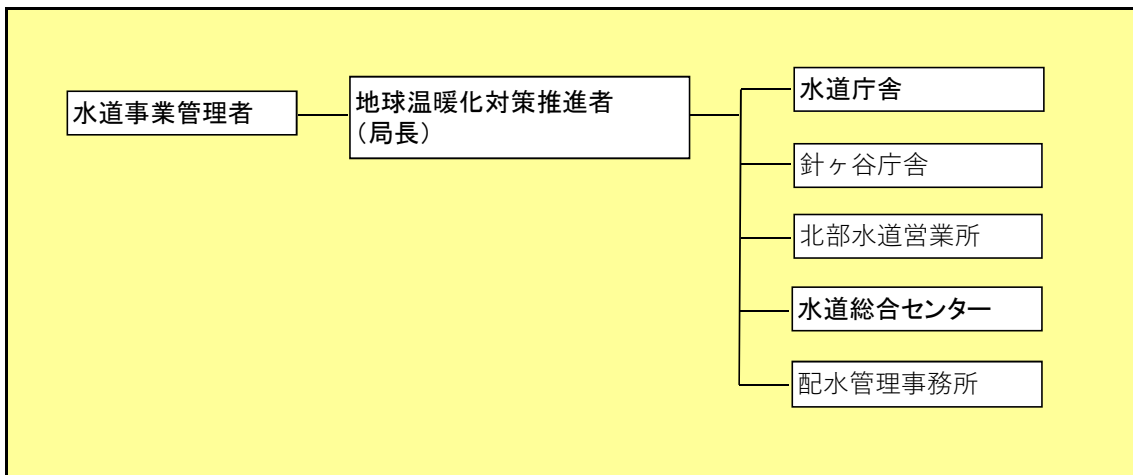 水道事業管理者
地球温暖化対策推進者
（局長）
水道庁舎
針ヶ谷庁舎
北部水道営業所
水道総合センター
配水管理事務所